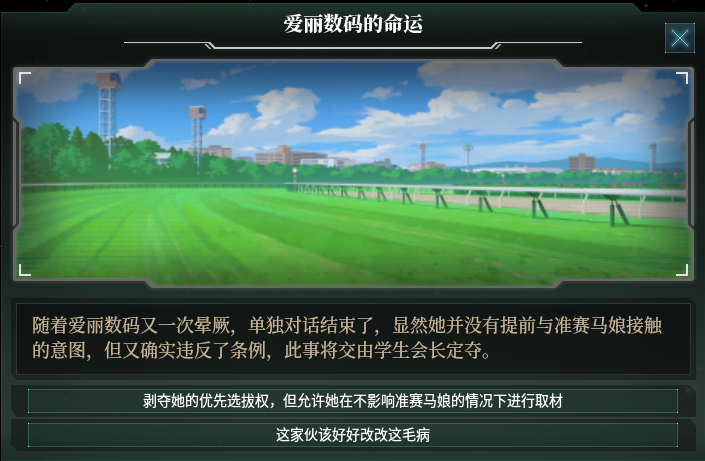 爱丽数码的命运
随着爱丽数码又一次晕厥，单独对话结束了，显然她并没有提前与准赛马娘接触
的意图，但又确实违反了条例，此事将交由学生会长定夺。
剥夺她的优先选拔权，但允许她在不影响准赛马娘的情况下进行取材
这家伙该好好改改这毛病